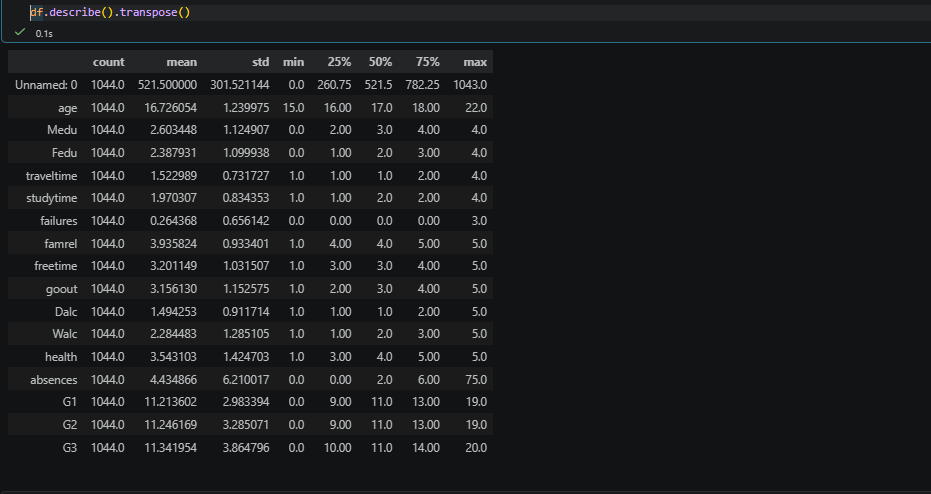 df.describe().transpose()
0.1s
count mean std min 25% 50% 75% max
Unnamed: 0 1044.0 521.500000 301.521144 0.0 260.75 521.5 782.25 1043.0
age 1044.0 16.726054 1.239975 15.0 16.00 17.0 18.00 22.0
Medu 1044.0 2.603448 1.124907 0.0 2.00 3.0 4.00 4.0
Fedu 1044.0 2.387931 1.099938 0.0 1.00 2.0 3.00 4.0
traveltime 1044.0 1.522989 0.731727 1.0 1.00 1.0 2.00 4.0
studytime 1044.0 1.970307 0.834353 1.0 1.00 2.0 2.00 4.0
failures 1044.0 0.264368 0.656142 0.0 0.00 0.0 0.00 3.0
famrel 1044.0 3.935824 0.933401 1.0 4.00 4.0 5.00 5.0
freetime 1044.0 3.201149 1.031507 1.0 3.00 3.0 4.00 5.0
goout 1044.0 3.156130 1.152575 1.0 2.00 3.0 4.00 5.0
Dalc 1044.0 1.494253 0.911714 1.0 1.00 1.0 2.00 5.0
Walc 1044.0 2.284483 1.285105 1.0 1.00 2.0 3.00 5.0
health 1044.0 3.543103 1.424703 1.0 3.00 4.0 5.00 5.0
absences 1044.0 4.434866 6.210017 0.0 0.00 2.0 6.00 75.0
G1 1044.0 11.213602 2.983394 0.0 9.00 11.0 13.00 19.0
G2 1044.0 11.246169 3.285071 0.0 9.00 11.0 13.00 19.0
G3 1044.0 11.341954 3.864796 0.0 10.00 11.0 14.00 20.0